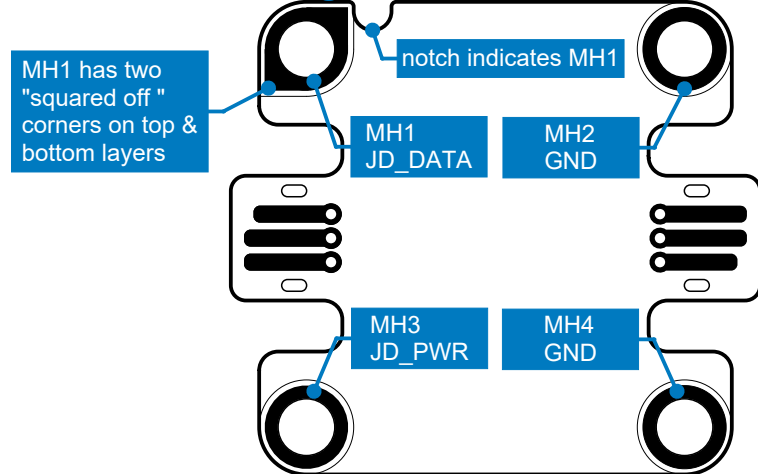 notch indicates MH1
MH1 has two
"squared off "
corners on top &
bottom layers
MH1
JD_DATA
MH2
GND
MH3
JD_PWR
MH4
GND